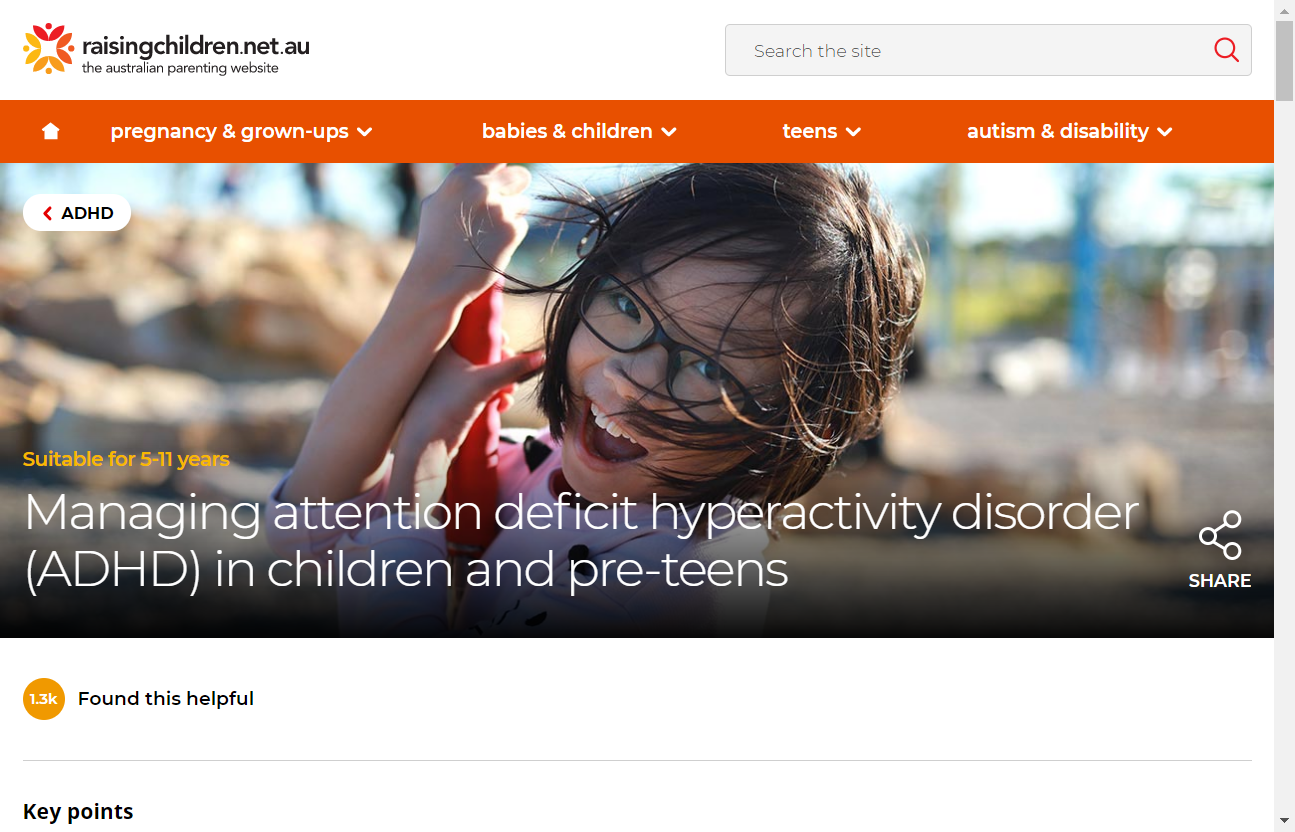 raisingchildren.net.au
the australian parenting website
Search the site
pregnancy & grown-ups
babies & children
teens
autism & disability
ADHD
Suitable for 5-11 years
Managing attention deficit hyperactivity disorder
(ADHD) in children and pre-teens
SHARE
1.3k
Found this helpful
Key points